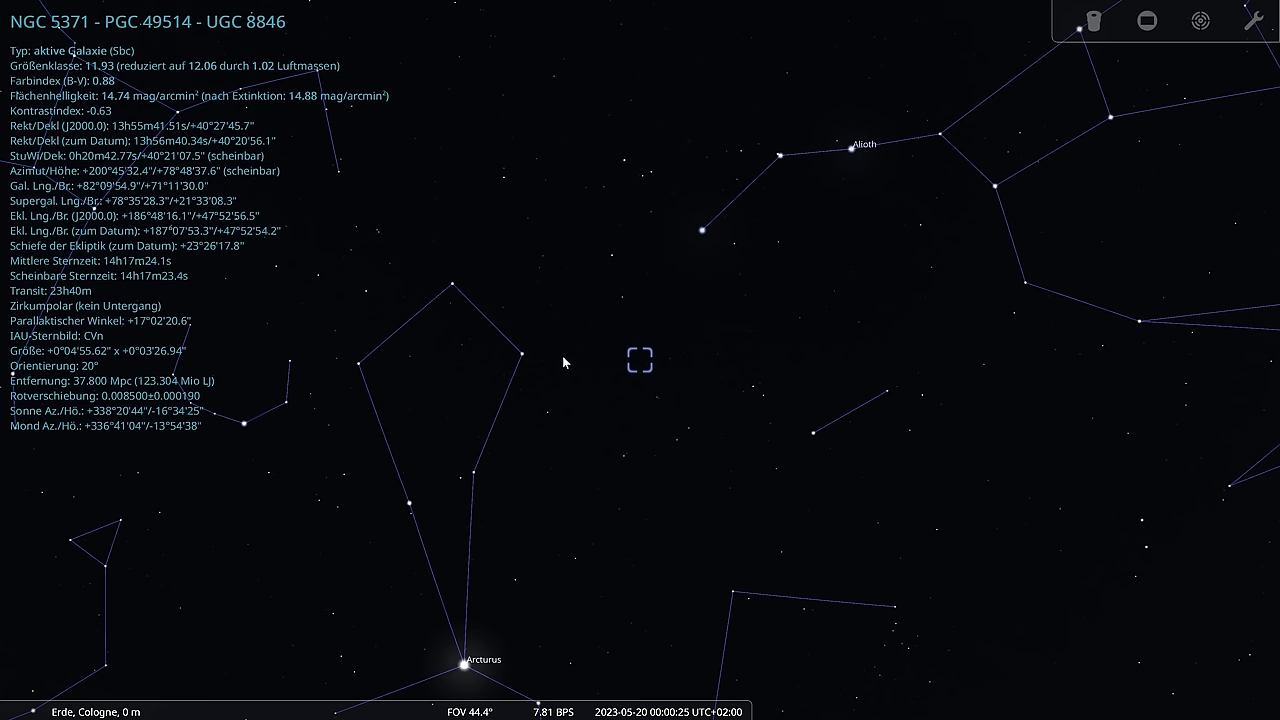 NGC 5371 - PGC 49514 - UGC 8846
Typ: aktive Galaxie (Sbc)
Größenklasse: 11.93 (reduziert auf 12.06 durch 1.02 Luftmassen)
Farbindex (B-V): 0.88
Flächenhelligkeit: 14.74 mag/arcmin² (nach Extinktion: 14.88 mag/arcmin²)
Kontrastindex: -0.63
Rekt/Dekl (J2000.0): 13h55m41.51s/+40°27'45.7"
Rekt/Dekl (zum Datum): 13h56m40.34s/+40°20'56.1"
StuWi/Dek: 0h20m42.77s/+40°21'07.5" (scheinbar)
Azimut/Höhe: +200°45'32.4"/+78°48'37.6" (scheinbar)
Gal. Lng./Br.: +82°09'54.9"/+71°11'30.0"
Supergal. Lng./Br.: +78°35'28.3"/+21°33'08.3"
Ekl. Lng./Br. (J2000.0): +186°48'16.1"/+47°52'56.5"
Ekl. Lng./Br. (zum Datum): +187°07'53.3"/+47°52'54.2"
Schiefe der Ekliptik (zum Datum): +23°26'17.8"
Mittlere Sternzeit: 14h17m24.1s
Scheinbare Sternzeit: 14h17m23.4s
Transit: 23h40m
Zirkumpolar (kein Untergang)
Parallaktischer Winkel: +17°02'20.6"
IAU-Sternbild: CVn
Größe: +0°04'55.62" x +0°03'26.94"
Orientierung: 20°
Entfernung: 37.800 Mpc (123.304 Mio LJ)
Rotverschiebung: 0.008500±0.000190
Sonne Az./Hö.: +338°20'44"/-16°34'25"
Mond Az./Hö.: +336°41'04"/-13°54'38"
Alioth
Arcturus
Erde, Cologne, 0 m FOV 44.4° 7.81 BPS 2023-05-20 00:00:25 UTC+02:00